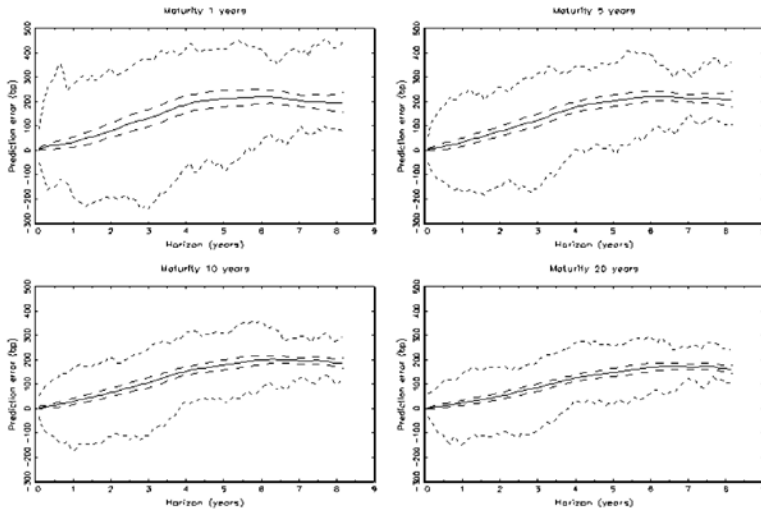 Maturity 1 years
Prediction error (bp)
500
400
300
200
100
0
-100
-200
-300
0 1 2 3 4 5 6 7 8 9
Horizon (years)
Maturity 5 years
Prediction error (bp)
500
400
300
200
100
0
-100
-200
-300
0 1 2 3 4 5 6 7 8
Horizon (years)
Maturity 10 years
Prediction error (bp)
500
400
300
200
100
0
-100
-200
-300
0 1 2 3 4 5 6 7 8 9
Horizon (years)
Maturity 20 years
Prediction error (bp)
500
400
300
200
100
0
-100
-200
-300
0 1 2 3 4 5 6 7 8
Horizon (years)